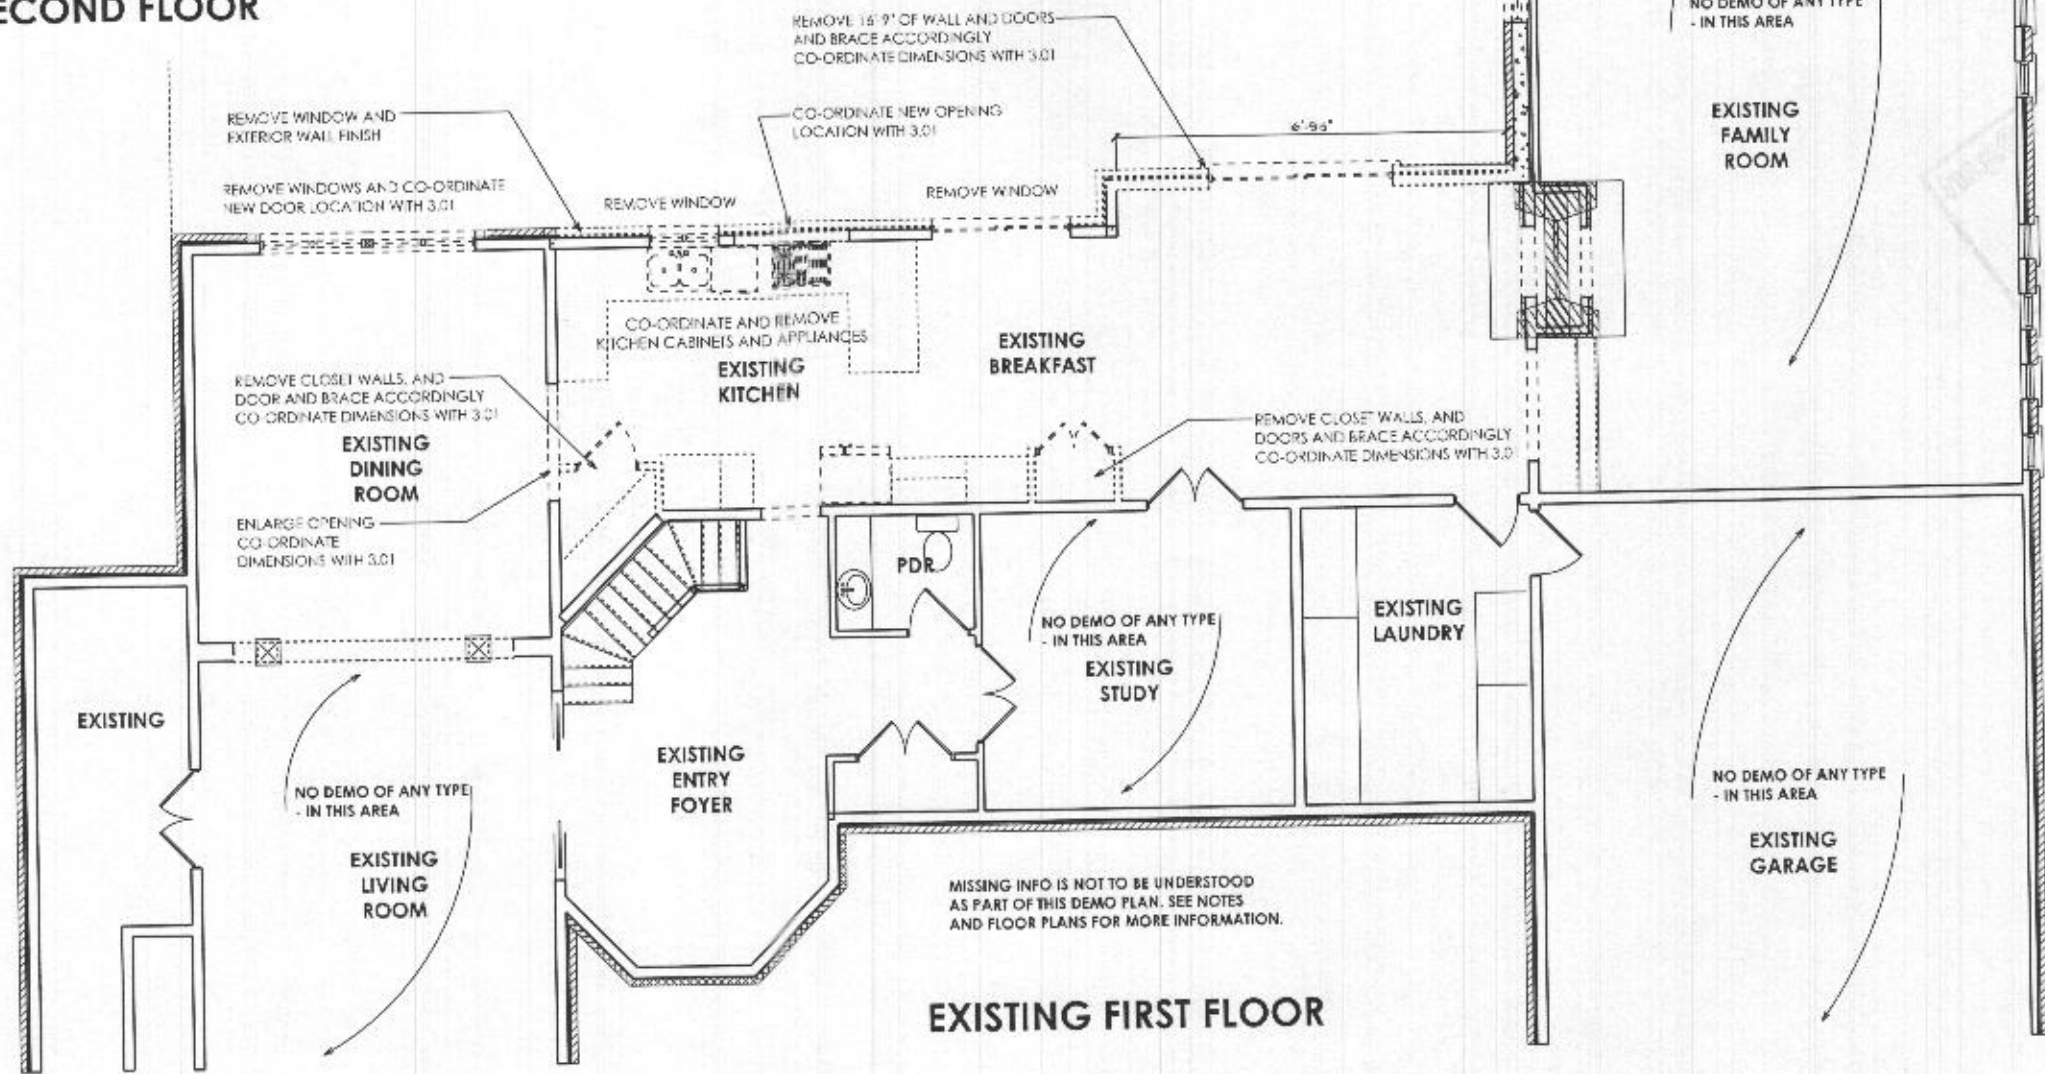 ECOND FLOOR
REMOVE 16'9" OF WALL AND DOORS
AND BRACE ACCORDINGLY
CO-ORDINATE DIMENSIONS WITH 3.01
NO DEMO OF ANY TYPE
- IN THIS AREA
REMOVE WINDOW AND
EXTERIOR WALL FINISH
CO-ORDINATE NEW OPENING
LOCATION WITH 3.01
EXISTING
FAMILY
ROOM
REMOVE WINDOWS AND CO-ORDINATE
NEW DOOR LOCATION WITH 3.01
REMOVE WINDOW
REMOVE WINDOW
CO-ORDINATE AND REMOVE
KITCHEN CABINETS AND APPLIANCES
EXISTING
KITCHEN
EXISTING
BREAKFAST
REMOVE CLOSET WALLS, AND
DOOR AND BRACE ACCORDINGLY
CO-ORDINATE DIMENSIONS WITH 3.01
EXISTING
DINING
ROOM
REMOVE CLOSET WALLS, AND
DOORS AND BRACE ACCORDINGLY
CO-ORDINATE DIMENSIONS WITH 3.01
ENLARGE OPENING
CO-ORDINATE
DIMENSIONS WITH 3.01
PDR.
NO DEMO OF ANY TYPE
- IN THIS AREA
EXISTING
STUDY
EXISTING
LAUNDRY
EXISTING
EXISTING
ENTRY
FOYER
NO DEMO OF ANY TYPE
- IN THIS AREA
EXISTING
LIVING
ROOM
NO DEMO OF ANY TYPE
- IN THIS AREA
EXISTING
GARAGE
MISSING INFO IS NOT TO BE UNDERSTOOD
AS PART OF THIS DEMO PLAN. SEE NOTES
AND FLOOR PLANS FOR MORE INFORMATION.
EXISTING FIRST FLOOR